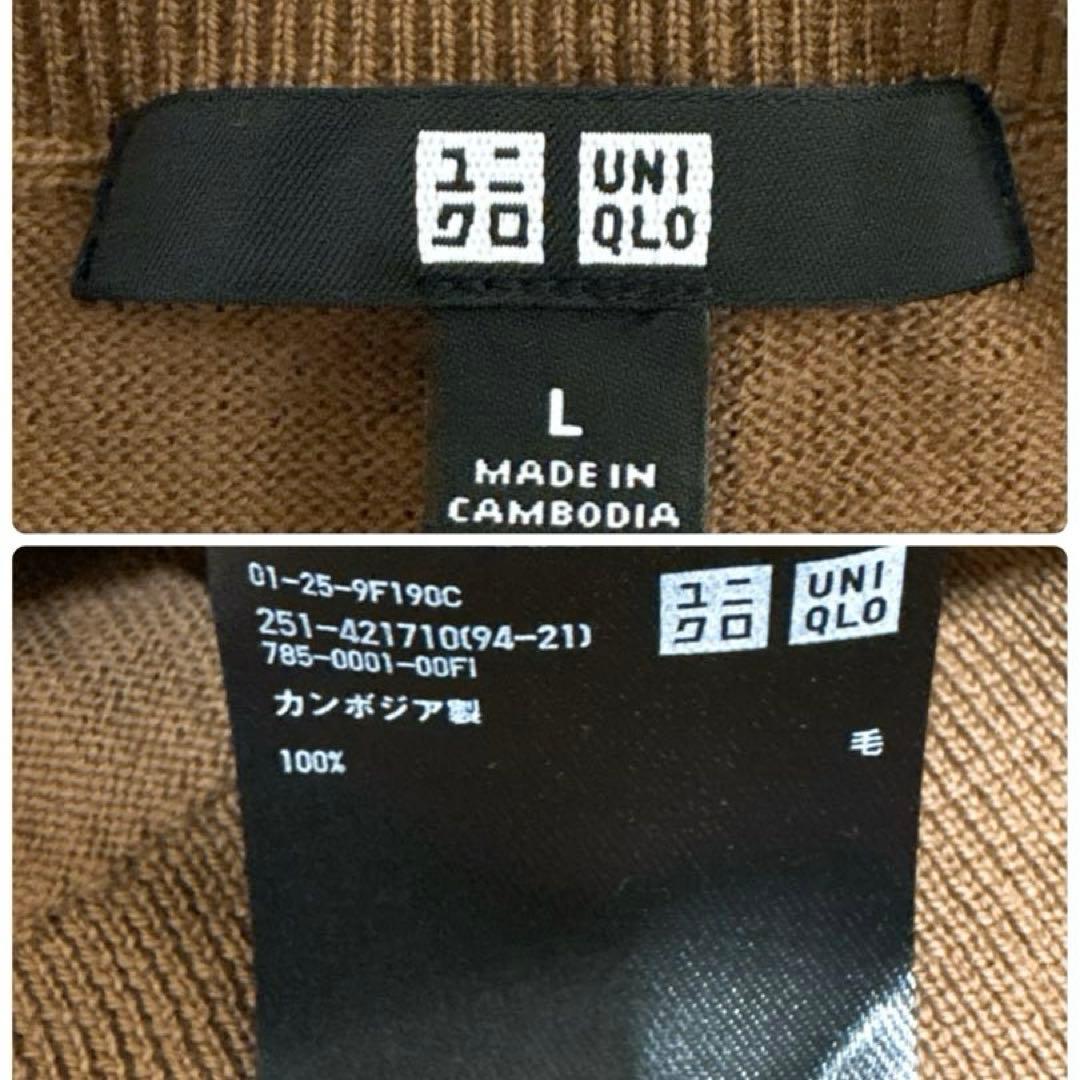 ユニ
クロ
UNI
QLO
L
MADE IN
CAMBODIA
01-25-9F190C
251-421710(94-21)
785-0001-00FI
カンボジア製
ユニ
クロ
UNI
QLO
毛
100%